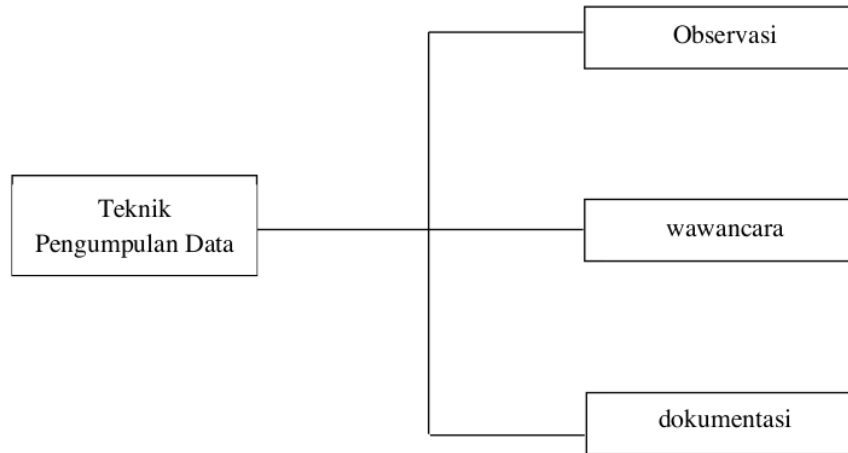 Observasi
Teknik
Pengumpulan Data
wawancara
dokumentasi